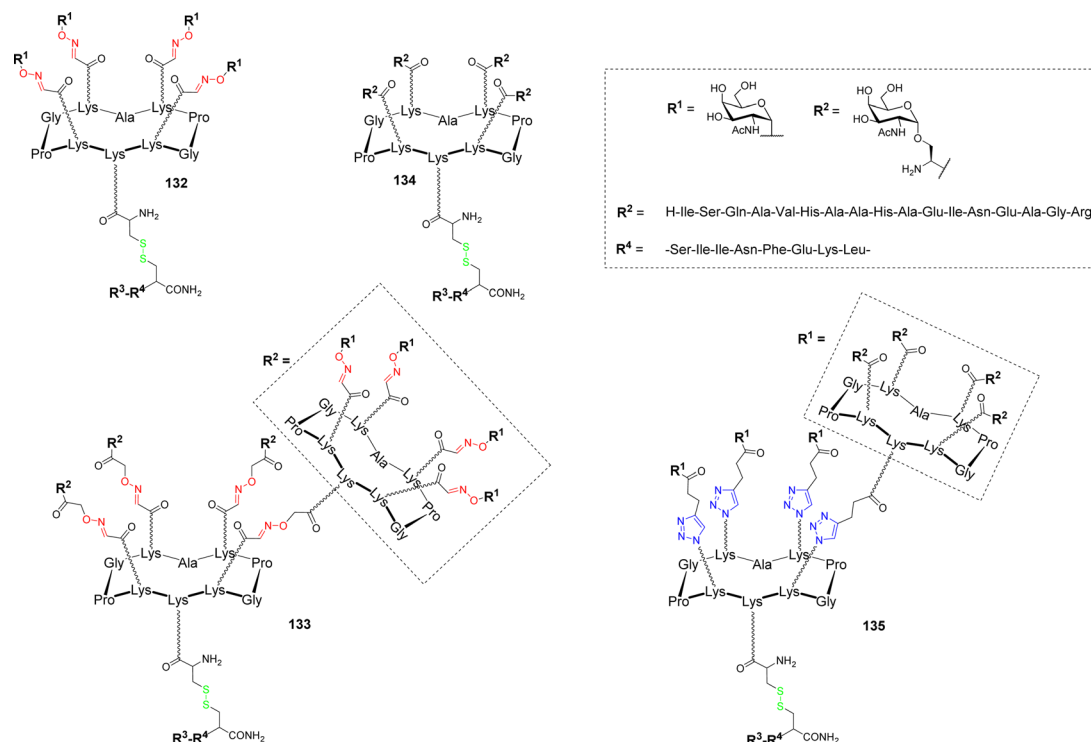 R¹
R¹
R¹
R¹
O N
N O
O N
N O
O
O
O
O
Lys
Lys
Gly
Ala
Pro
Pro
Lys
Lys
Lys
Gly
132
O
NH₂
S
S
R³-R⁴
CONH₂
R²
O
R²
O
R²
O
R²
O
Lys
Lys
Gly
Ala
Pro
Pro
Lys
Lys
Lys
Gly
134
O
NH₂
S
S
R³-R⁴
CONH₂
R¹ =
HO
OH
O
HO
AcNH
R² =
HO
OH
O
HO
AcHN
O
H₂N
R² = H-Ile-Ser-Gln-Ala-Val-His-Ala-Ala-His-Ala-Glu-Ile-Asn-Glu-Ala-Gly-Arg
R⁴ = -Ser-Ile-Ile-Asn-Phe-Glu-Lys-Leu-
R² =
R¹
R¹
O
N
O
N
O
O
Gly
Lys
Pro
Lys
Ala
Lys
Lys
Lys
Pro
Gly
O
N
O
R¹
O
N
O
R¹
R²
O
R²
O
R²
O
O
N
O
N
O
N
N
O
O
O
O
O
O
Lys
Lys
Gly
Ala
Pro
Pro
Lys
Lys
Lys
Gly
133
O
NH₂
S
S
R³-R⁴
CONH₂
R¹ =
R²
O
R²
O
O
R²
O
R²
Gly
Lys
Ala
Lys
Pro
Lys
Lys
Lys
Pro
Gly
R¹
O
R¹
O
R¹
O
O
N
N
N
N
N
N
N
N
N
N
N
N
Lys
Lys
Gly
Ala
Pro
Pro
Lys
Lys
Lys
Gly
135
O
NH₂
S
S
R³-R⁴
CONH₂